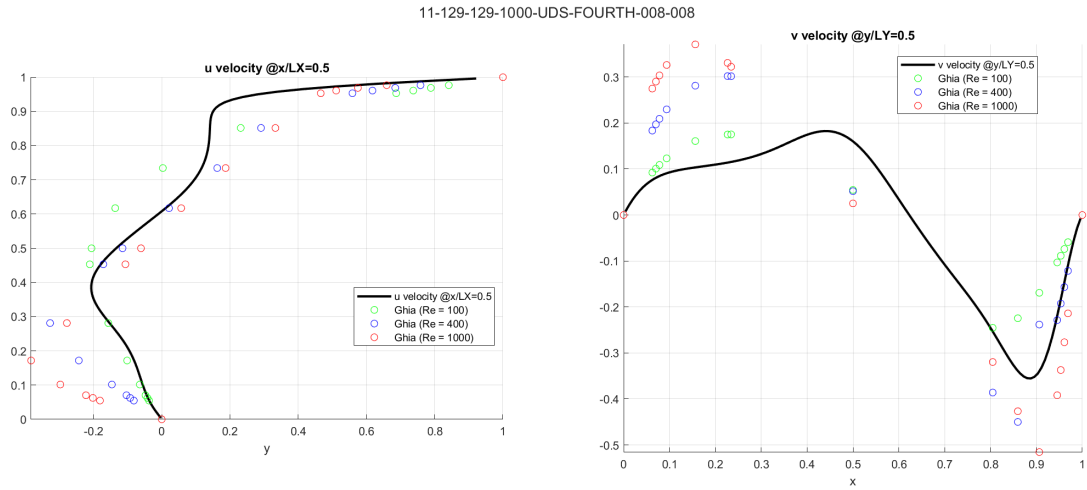 11-129-129-1000-UDS-FOURTH-008-008
u velocity @x/LX=0.5
1
0.9
0.8
0.7
0.6
0.5
0.4
0.3
0.2
0.1
0
-0.2
0
0.2
0.4
0.6
0.8
1
y
u velocity @x/LX=0.5
Ghia (Re = 100)
Ghia (Re = 400)
Ghia (Re = 1000)
v velocity @y/LY=0.5
0.3
0.2
0.1
0
-0.1
-0.2
-0.3
-0.4
-0.5
0
0.1
0.2
0.3
0.4
0.5
0.6
0.7
0.8
0.9
1
x
v velocity @y/LY=0.5
Ghia (Re = 100)
Ghia (Re = 400)
Ghia (Re = 1000)